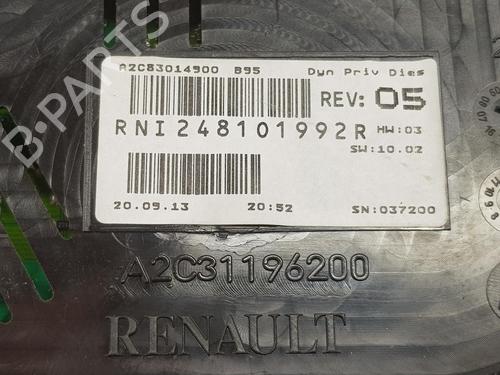 A2C83014900 B95 Dyn Priv Dies
REV: 05
RNI248101992R HW:03
SW:10.02
20.09.13 20:52 SN:037200
A2C31196200
RENAULT
B-PARTS